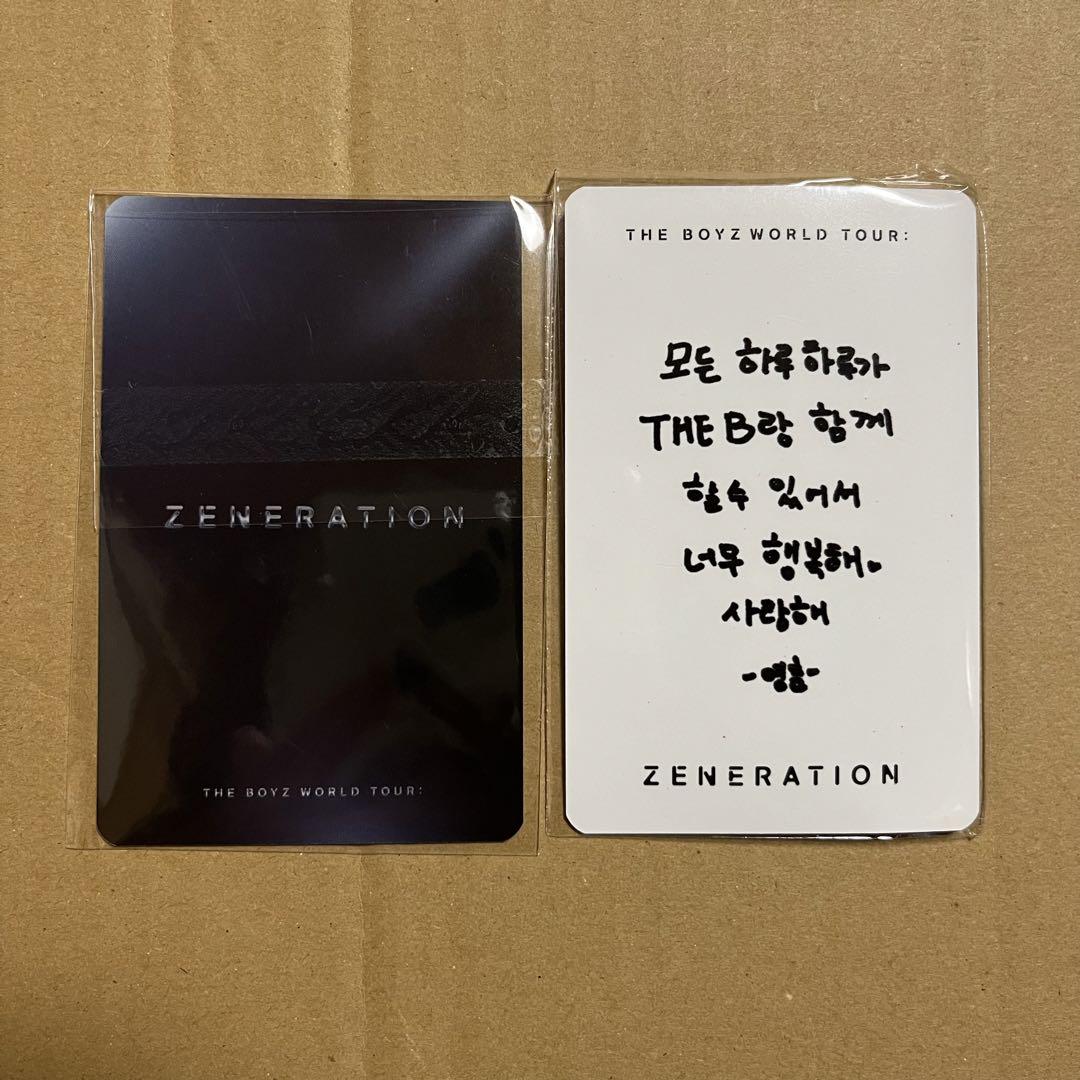 ZENERATION
THE BOYZ WORLD TOUR:
THE BOYZ WORLD TOUR:
모든 하루하루가
THE B랑 함께
할수 있어서
너무 행복해.
사랑해
-영훈-
ZENERATION